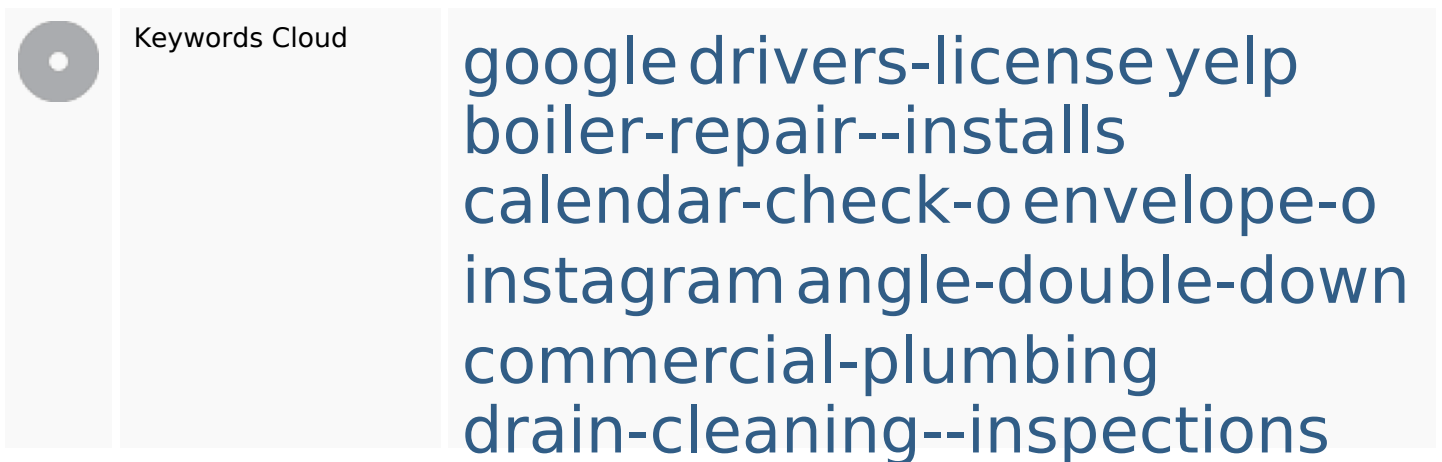 Keywords Cloud
google drivers-license yelp
boiler-repair--installs
calendar-check-o envelope-o
instagram angle-double-down
commercial-plumbing
drain-cleaning--inspections